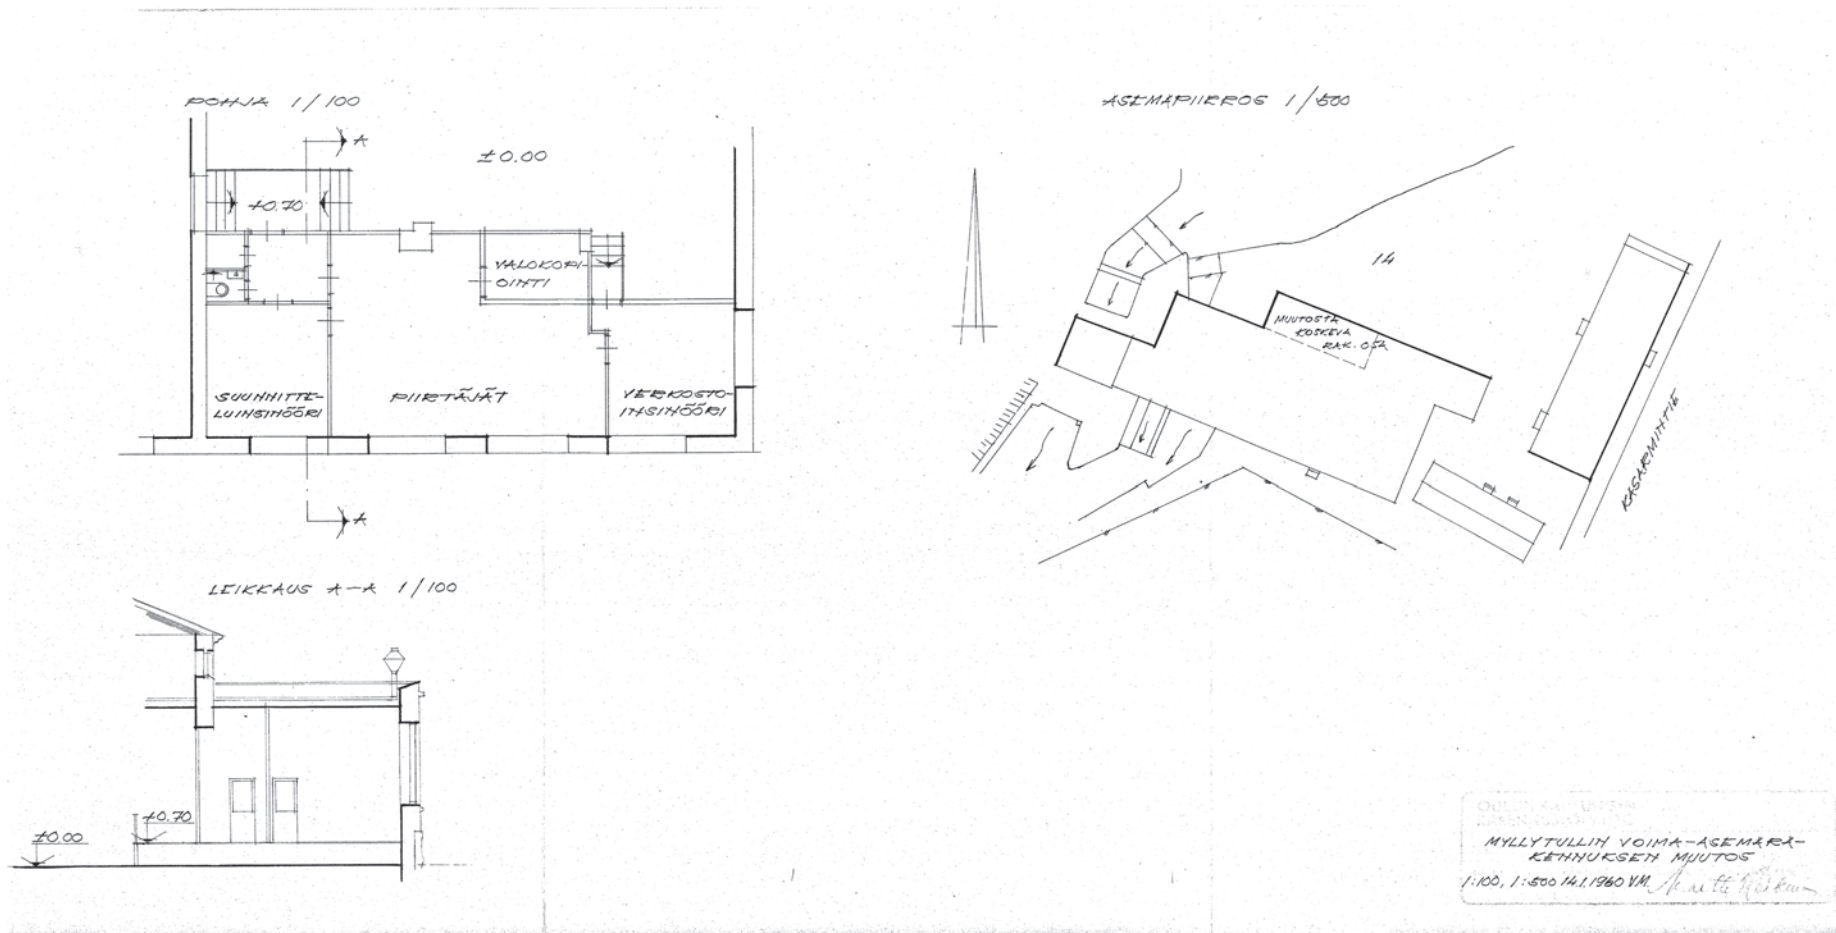 POHJA 1/100
A
±0.00
+0.70
VALOKOPI-
OINTI
SUUNNITTE-
LUINSINÖÖRI
PIIRTÄJÄT
VERKOSTO-
INSINÖÖRI
A
LEIKKAUS A-A 1/100
+0.70
±0.00
ASEMAPIIRROS 1/500
14
MUUTOSTA
KOSKEVA
RAK. OSA
KASARMINTIE
MYLLYTULLIN VOIMA-ASEMARA-
KENNUKSEN MUUTOS
1:100, 1:500 14.1.1960 VM.